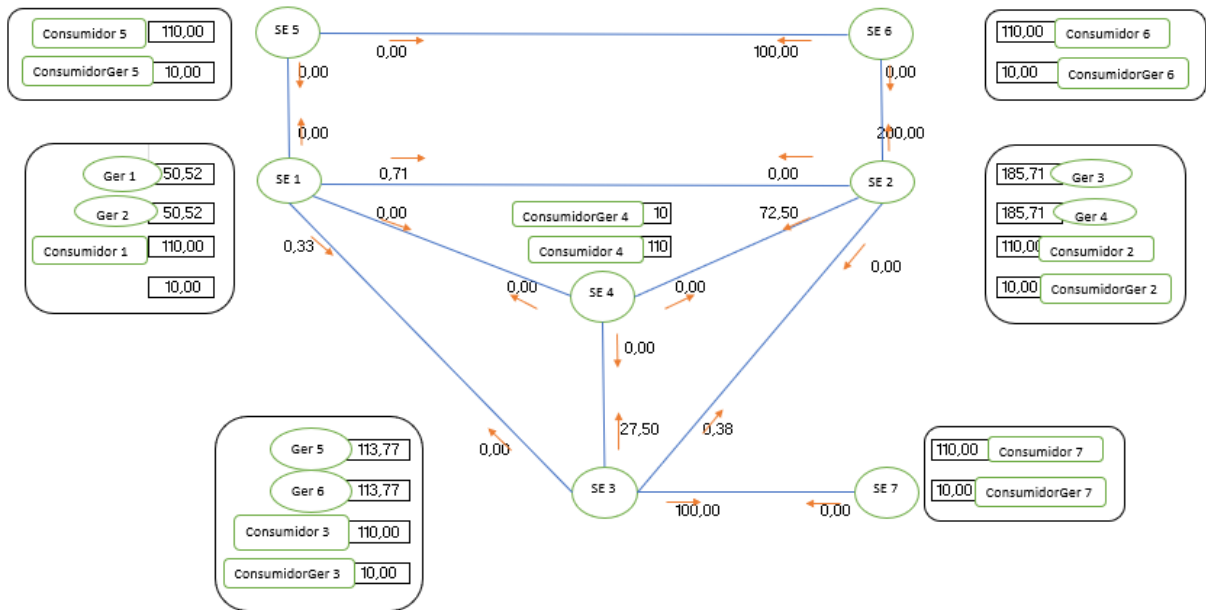 Consumidor 5 110,00
ConsumidorGer 5 10,00
SE 5
0,00
100,00
SE 6
110,00 Consumidor 6
10,00 ConsumidorGer 6
0,00
0,00
0,00
200,00
Ger 1 50,52
Ger 2 50,52
Consumidor 1 110,00
10,00
SE 1
0,71
0,00
SE 2
185,71 Ger 3
185,71 Ger 4
110,00 Consumidor 2
10,00 ConsumidorGer 2
0,00
72,50
ConsumidorGer 4 10
Consumidor 4 110
0,33
0,00
0,00
SE 4
0,00
0,00
27,50
0,00
0,38
Ger 5 113,77
Ger 6 113,77
Consumidor 3 110,00
ConsumidorGer 3 10,00
SE 3
100,00
0,00
SE 7
110,00 Consumidor 7
10,00 ConsumidorGer 7